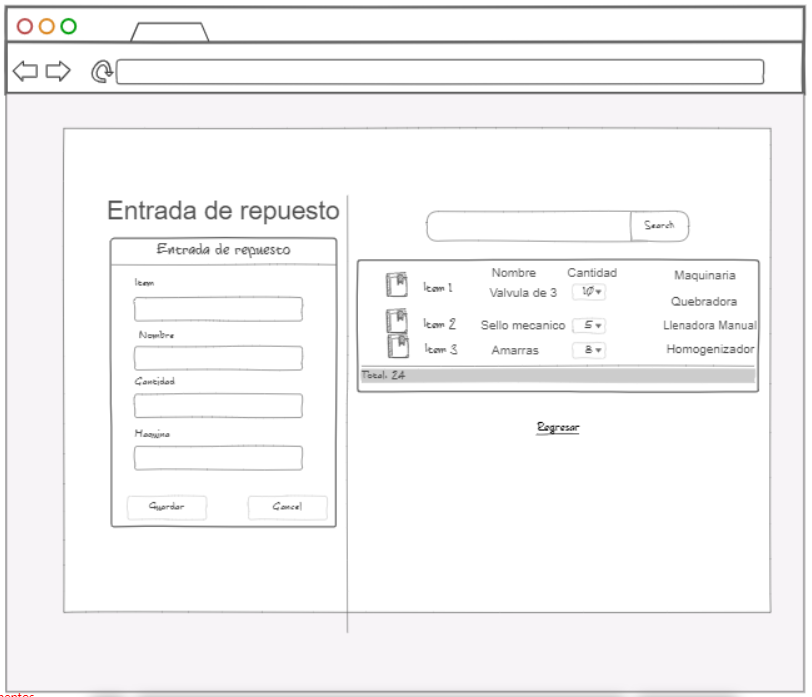 Entrada de repuesto
Entrada de repuesto
Item
Nombre
Cantidad
Maquina
Guardar
Cancel
Search
Nombre Cantidad Maquinaria
Item 1 Valvula de 3 10 Quebradora
Item 2 Sello mecanico 5 Llenadora Manual
Item 3 Amarras 8 Homogenizador
Total: 24
Regresar